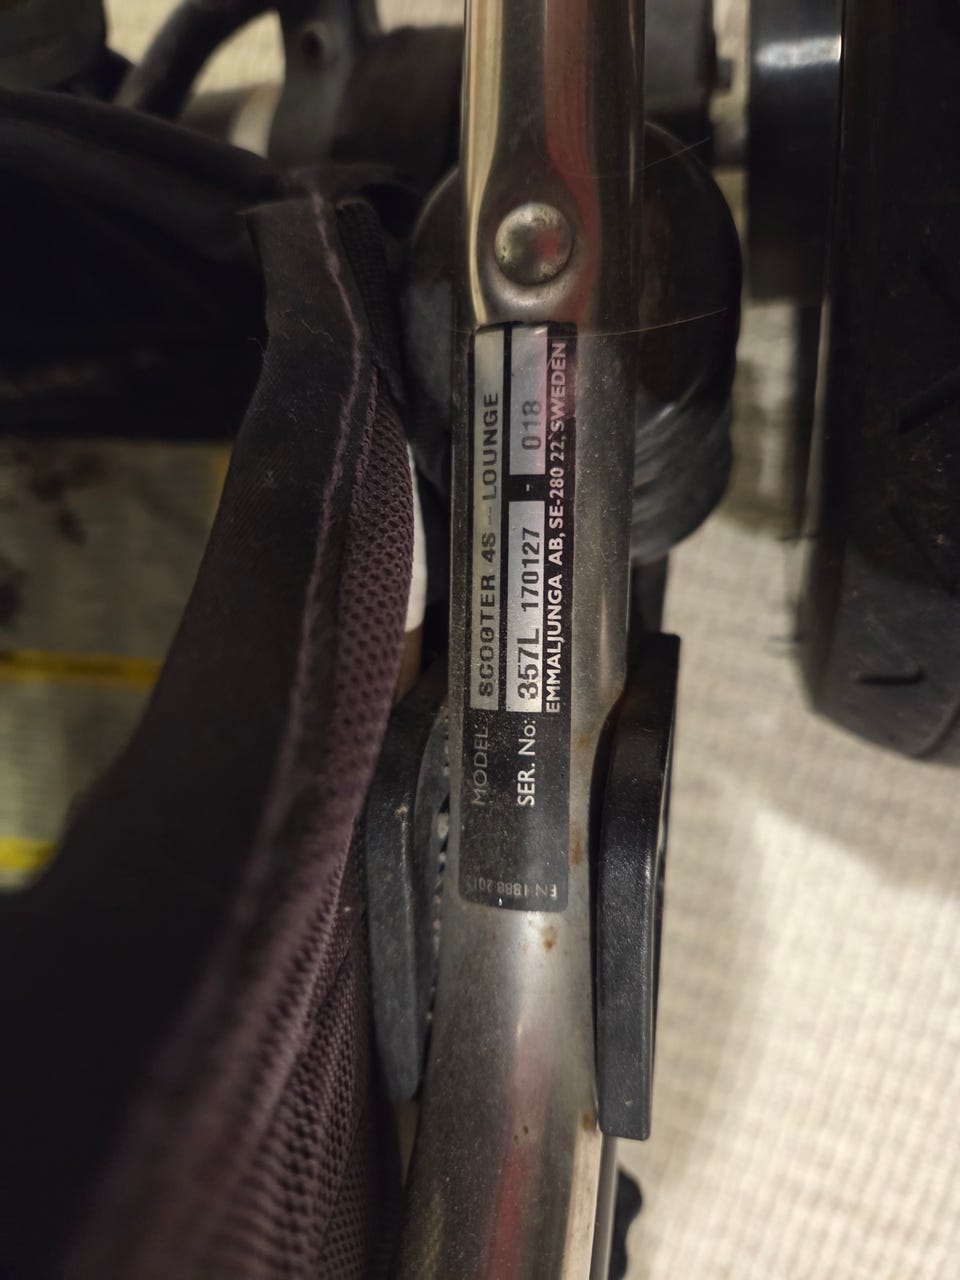 MODEL: SCOOTER 4S--LOUNGE
SER. No: 357L 170127 - 018
EMMALJUNGA AB, SE-280 22, SWEDEN
EN 1888:2012